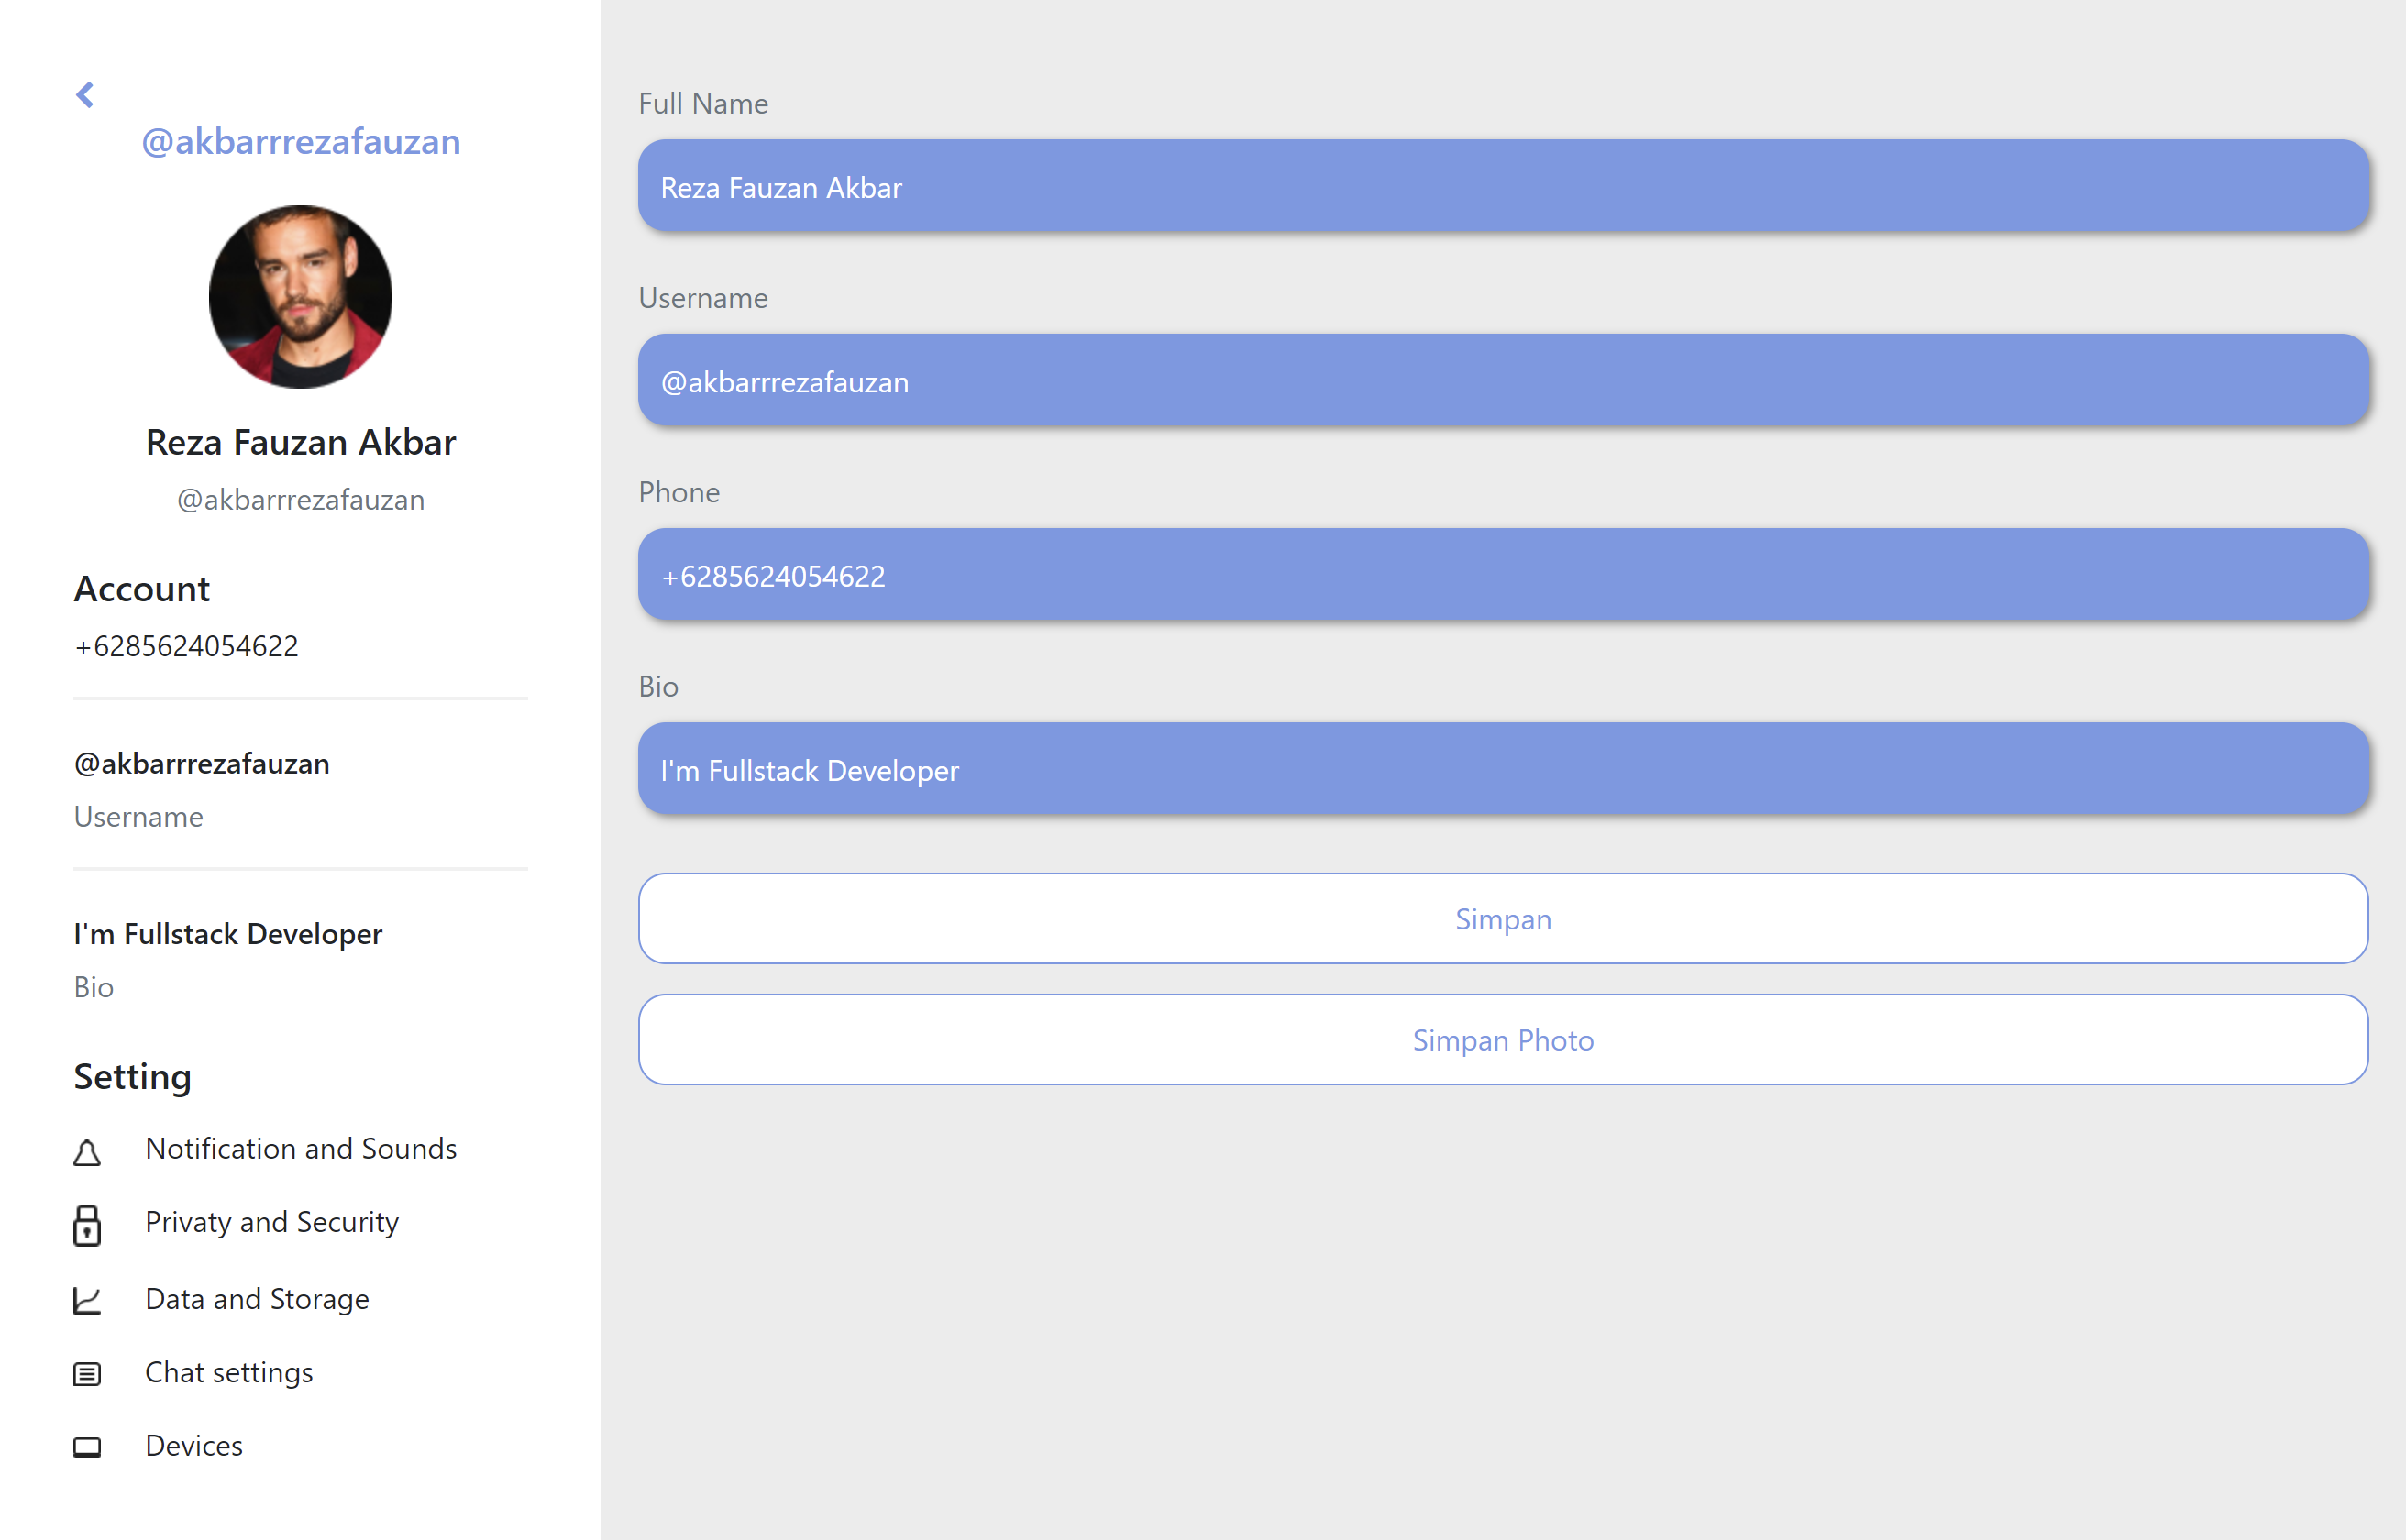 @akbarrrezafauzan
Reza Fauzan Akbar
@akbarrrezafauzan
Account
+6285624054622
@akbarrrezafauzan
Username
I'm Fullstack Developer
Bio
Setting
Notification and Sounds
Privaty and Security
Data and Storage
Chat settings
Devices
Full Name
Reza Fauzan Akbar
Username
@akbarrrezafauzan
Phone
+6285624054622
Bio
I'm Fullstack Developer
Simpan
Simpan Photo